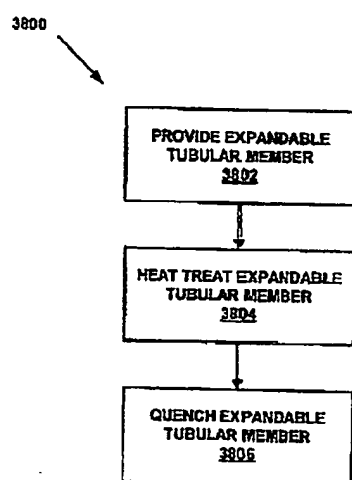 3800
PROVIDE EXPANDABLE
TUBULAR MEMBER
3802
HEAT TREAT EXPANDABLE
TUBULAR MEMBER
3804
QUENCH EXPANDABLE
TUBULAR MEMBER
3806